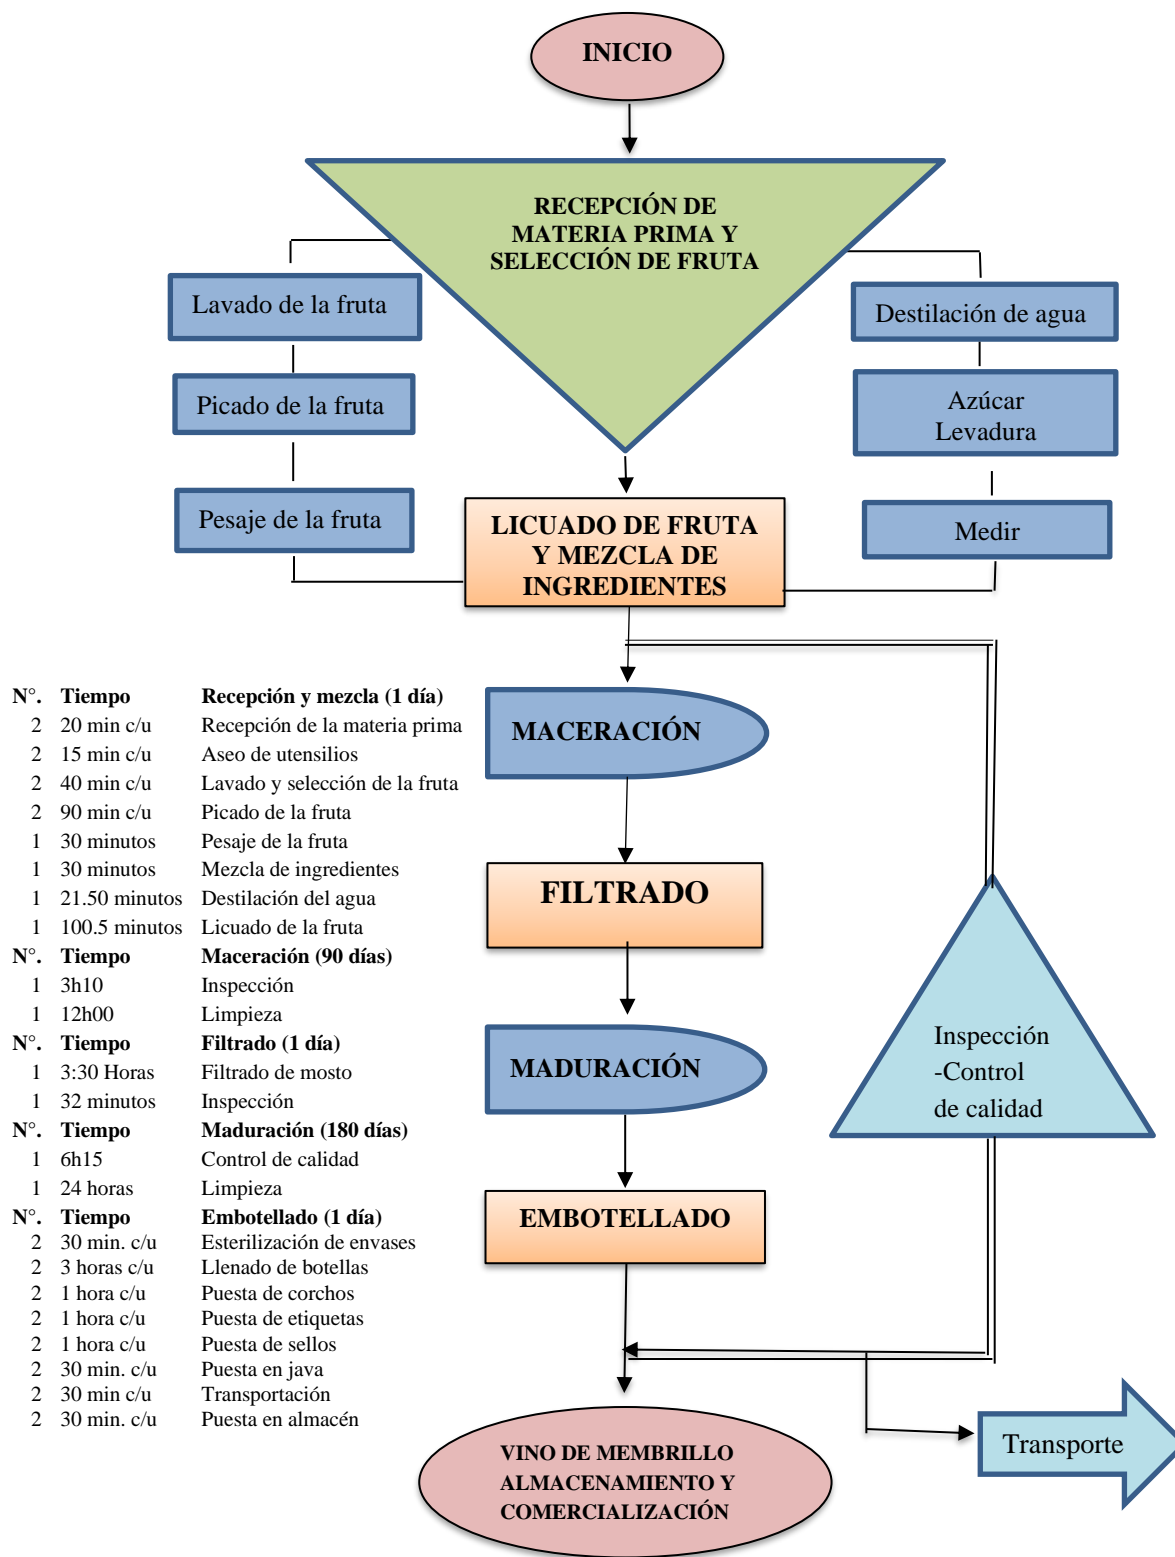 INICIO
RECEPCIÓN DE
MATERIA PRIMA Y
SELECCIÓN DE FRUTA
Lavado de la fruta
Picado de la fruta
Pesaje de la fruta
Destilación de agua
Azúcar
Levadura
Medir
LICUADO DE FRUTA
Y MEZCLA DE
INGREDIENTES
N°. Tiempo Recepción y mezcla (1 día)
2 20 min c/u Recepción de la materia prima
2 15 min c/u Aseo de utensilios
2 40 min c/u Lavado y selección de la fruta
2 90 min c/u Picado de la fruta
1 30 minutos Pesaje de la fruta
1 30 minutos Mezcla de ingredientes
1 21.50 minutos Destilación del agua
1 100.5 minutos Licuado de la fruta
N°. Tiempo Maceración (90 días)
1 3h10 Inspección
1 12h00 Limpieza
N°. Tiempo Filtrado (1 día)
1 3:30 Horas Filtrado de mosto
1 32 minutos Inspección
N°. Tiempo Maduración (180 días)
1 6h15 Control de calidad
1 24 horas Limpieza
N°. Tiempo Embotellado (1 día)
2 30 min. c/u Esterilización de envases
2 3 horas c/u Llenado de botellas
2 1 hora c/u Puesta de corchos
2 1 hora c/u Puesta de etiquetas
2 1 hora c/u Puesta de sellos
2 30 min. c/u Puesta en java
2 30 min c/u Transportación
2 30 min. c/u Puesta en almacén
MACERACIÓN
FILTRADO
MADURACIÓN
EMBOTELLADO
Inspección
-Control
de calidad
Transporte
VINO DE MEMBRILLO
ALMACENAMIENTO Y
COMERCIALIZACIÓN